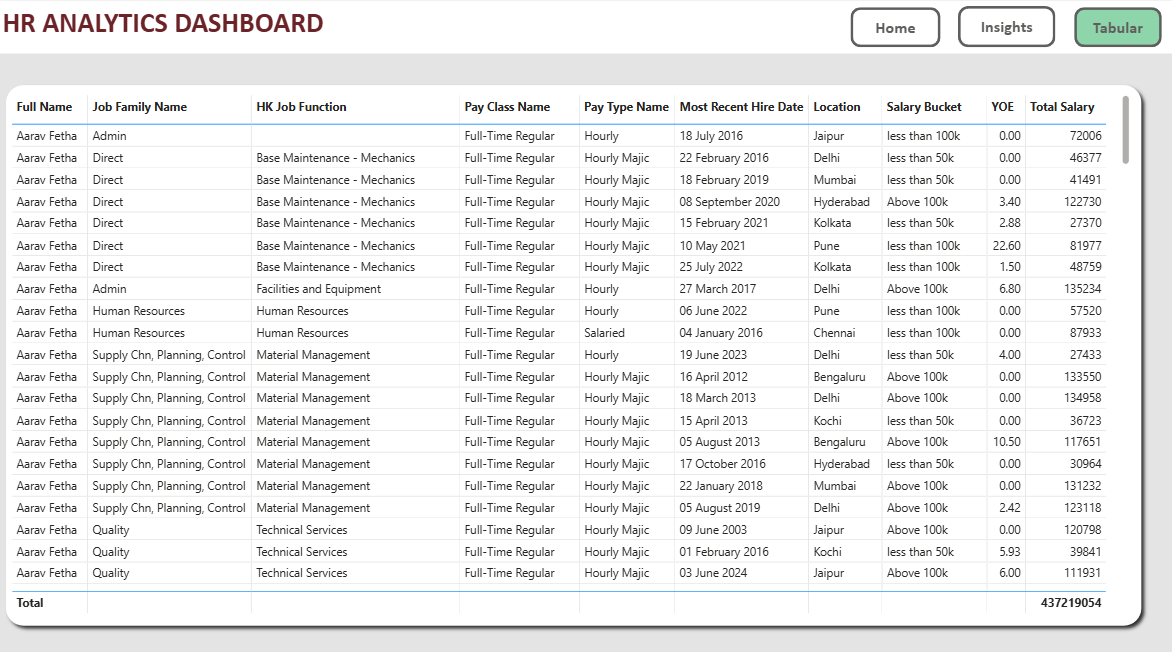 HR ANALYTICS DASHBOARD Home Insights Tabular
Full Name Job Family Name HK Job Function Pay Class Name Pay Type Name Most Recent Hire Date Location Salary Bucket YOE Total Salary
Aarav Fetha Admin Full-Time Regular Hourly 18 July 2016 Jaipur less than 100k 0.00 72006
Aarav Fetha Direct Base Maintenance - Mechanics Full-Time Regular Hourly Majic 22 February 2016 Delhi less than 50k 0.00 46377
Aarav Fetha Direct Base Maintenance - Mechanics Full-Time Regular Hourly Majic 18 February 2019 Mumbai less than 50k 0.00 41491
Aarav Fetha Direct Base Maintenance - Mechanics Full-Time Regular Hourly Majic 08 September 2020 Hyderabad Above 100k 3.40 122730
Aarav Fetha Direct Base Maintenance - Mechanics Full-Time Regular Hourly Majic 15 February 2021 Kolkata less than 50k 2.88 27370
Aarav Fetha Direct Base Maintenance - Mechanics Full-Time Regular Hourly Majic 10 May 2021 Pune less than 100k 22.60 81977
Aarav Fetha Direct Base Maintenance - Mechanics Full-Time Regular Hourly Majic 25 July 2022 Kolkata less than 100k 1.50 48759
Aarav Fetha Admin Facilities and Equipment Full-Time Regular Hourly 27 March 2017 Delhi Above 100k 6.80 135234
Aarav Fetha Human Resources Human Resources Full-Time Regular Hourly 06 June 2022 Pune less than 100k 0.00 57520
Aarav Fetha Human Resources Human Resources Full-Time Regular Salaried 04 January 2016 Chennai less than 100k 0.00 87933
Aarav Fetha Supply Chn, Planning, Control Material Management Full-Time Regular Hourly 19 June 2023 Delhi less than 50k 4.00 27433
Aarav Fetha Supply Chn, Planning, Control Material Management Full-Time Regular Hourly Majic 16 April 2012 Bengaluru Above 100k 0.00 133550
Aarav Fetha Supply Chn, Planning, Control Material Management Full-Time Regular Hourly Majic 18 March 2013 Delhi Above 100k 0.00 134958
Aarav Fetha Supply Chn, Planning, Control Material Management Full-Time Regular Hourly Majic 15 April 2013 Kochi less than 50k 0.00 36723
Aarav Fetha Supply Chn, Planning, Control Material Management Full-Time Regular Hourly Majic 05 August 2013 Bengaluru Above 100k 10.50 117651
Aarav Fetha Supply Chn, Planning, Control Material Management Full-Time Regular Hourly Majic 17 October 2016 Hyderabad less than 50k 0.00 30964
Aarav Fetha Supply Chn, Planning, Control Material Management Full-Time Regular Hourly Majic 22 January 2018 Mumbai Above 100k 0.00 131232
Aarav Fetha Supply Chn, Planning, Control Material Management Full-Time Regular Hourly Majic 05 August 2019 Delhi Above 100k 2.42 123118
Aarav Fetha Quality Technical Services Full-Time Regular Hourly Majic 09 June 2003 Jaipur Above 100k 0.00 120798
Aarav Fetha Quality Technical Services Full-Time Regular Hourly Majic 01 February 2016 Kochi less than 50k 5.93 39841
Aarav Fetha Quality Technical Services Full-Time Regular Hourly Majic 03 June 2024 Jaipur Above 100k 6.00 111931
Total 437219054